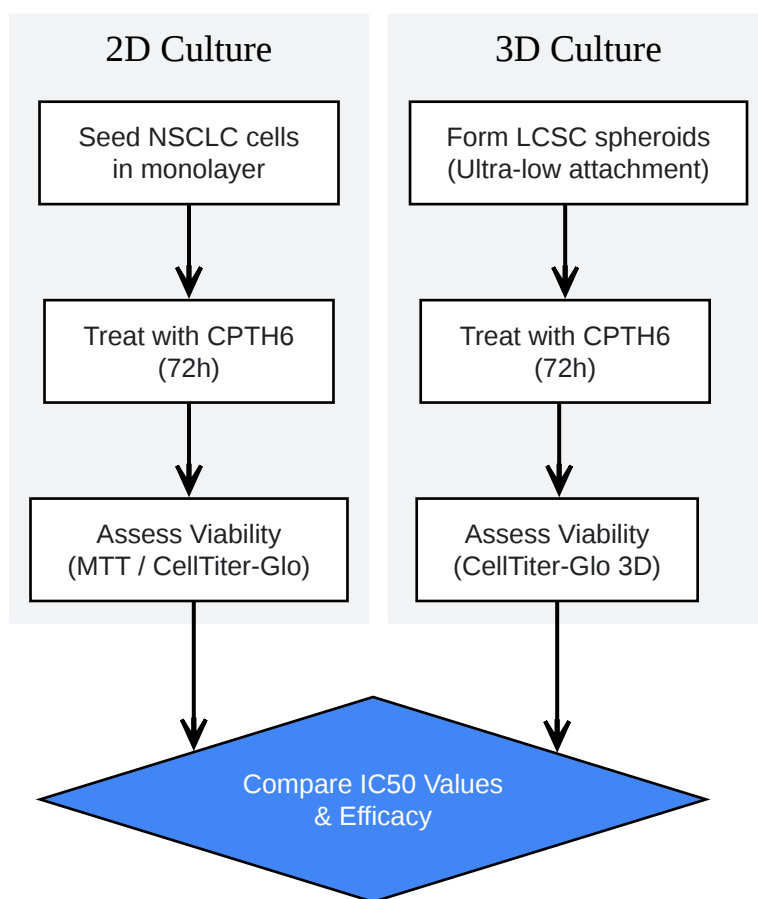 2D Culture
Seed NSCLC cells
in monolayer
Treat with CPTH6
(72h)
Assess Viability
(MTT / CellTiter-Glo)
3D Culture
Form LCSC spheroids
(Ultra-low attachment)
Treat with CPTH6
(72h)
Assess Viability
(CellTiter-Glo 3D)
Compare IC50 Values
& Efficacy